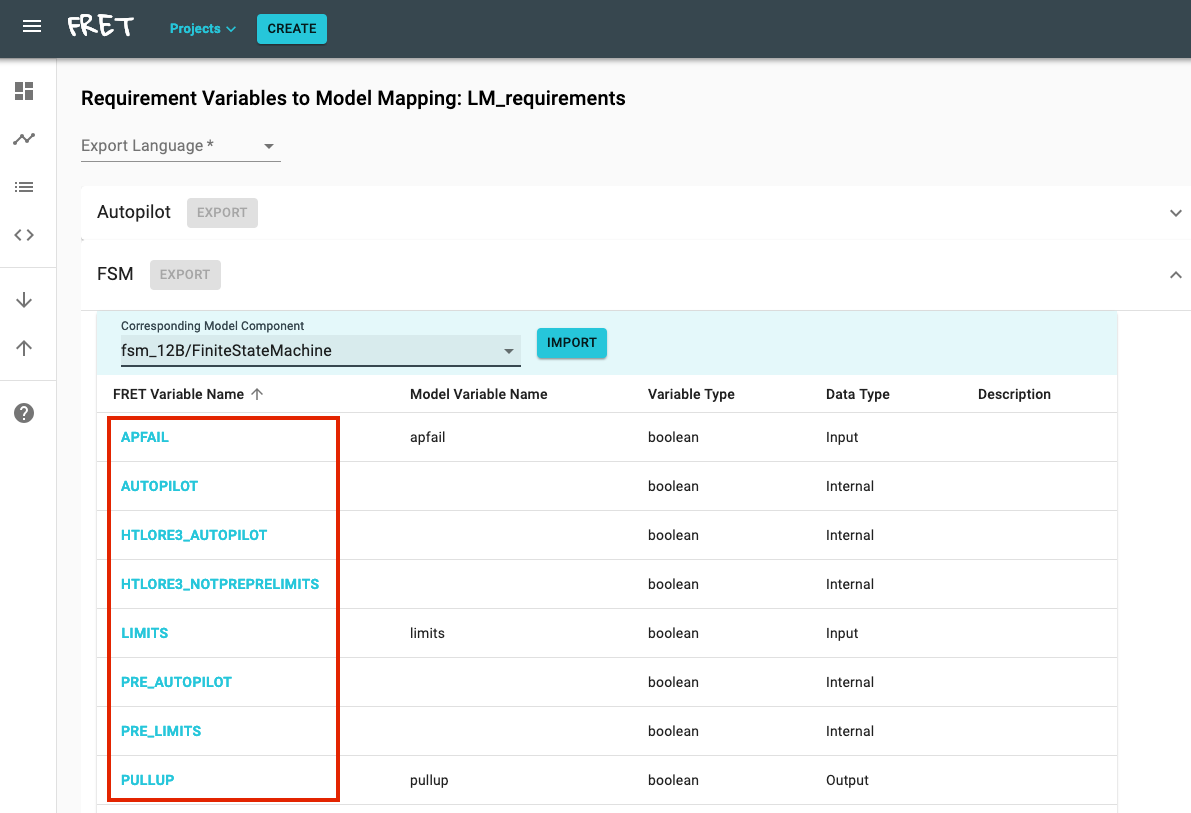 FRET Projects CREATE
Requirement Variables to Model Mapping: LM_requirements
Export Language *
Autopilot EXPORT
FSM EXPORT
Corresponding Model Component
fsm_12B/FiniteStateMachine IMPORT
FRET Variable Name Model Variable Name Variable Type Data Type Description
APFAIL apfail boolean Input
AUTOPILOT boolean Internal
HTLORE3_AUTOPILOT boolean Internal
HTLORE3_NOTPREPRELIMITS boolean Internal
LIMITS limits boolean Input
PRE_AUTOPILOT boolean Internal
PRE_LIMITS boolean Internal
PULLUP pullup boolean Output